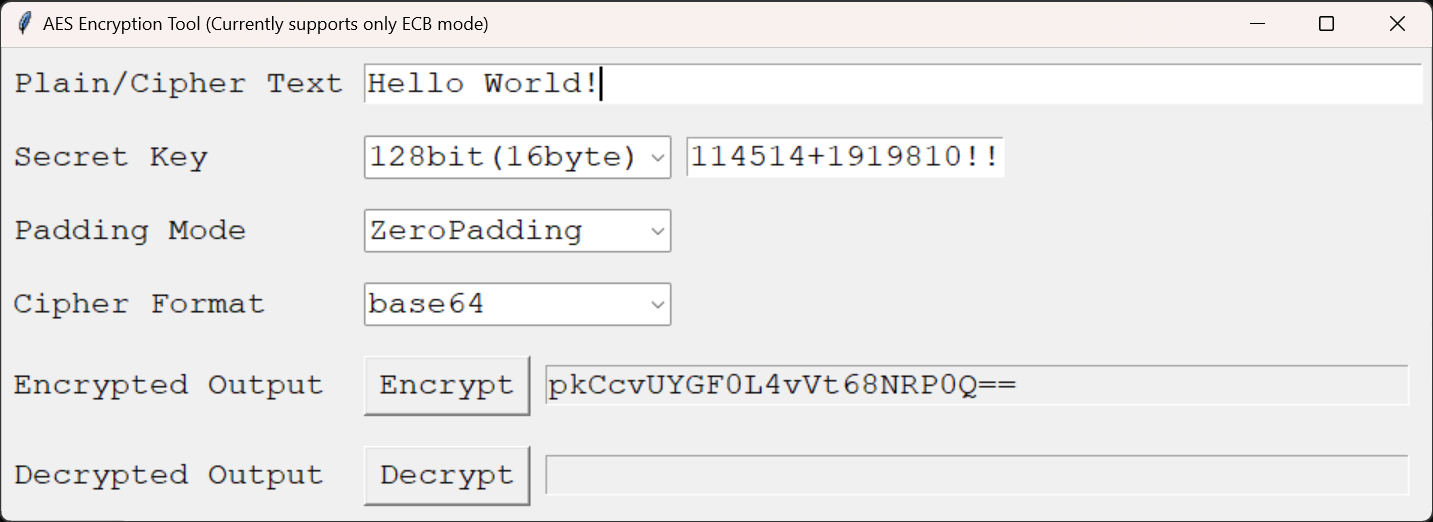 AES Encryption Tool (Currently supports only ECB mode)
Plain/Cipher Text Hello World!
Secret Key 128bit(16byte) 114514+1919810!!
Padding Mode ZeroPadding
Cipher Format base64
Encrypted Output Encrypt pkCcvUYGF0L4vVt68NRP0Q==
Decrypted Output Decrypt